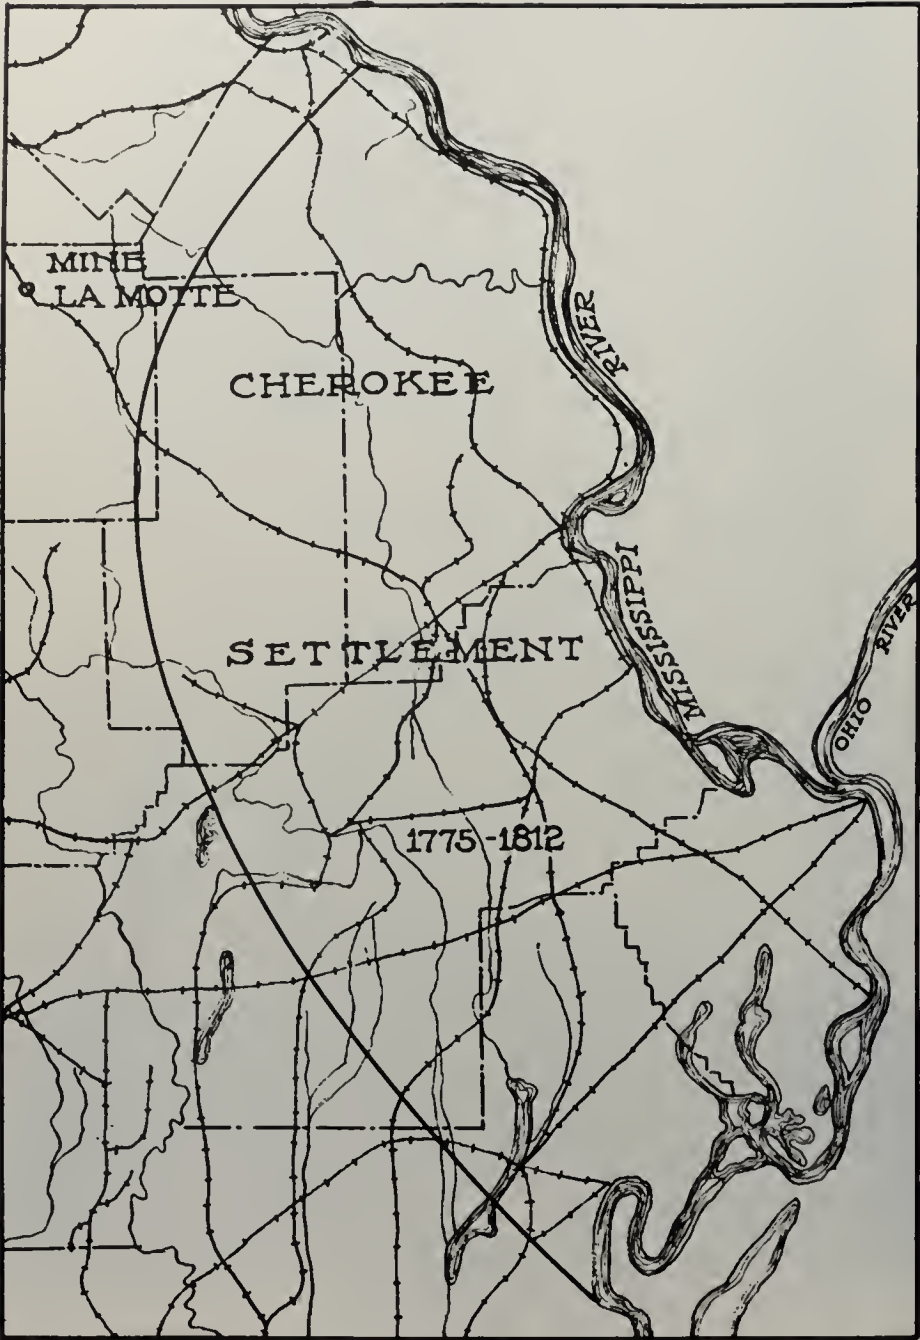 MINE
LA MOTTE
RIVER
CHEROKEE
MISSISSIPPI
SETTLEMENT
OHIO RIVER
1775-1812